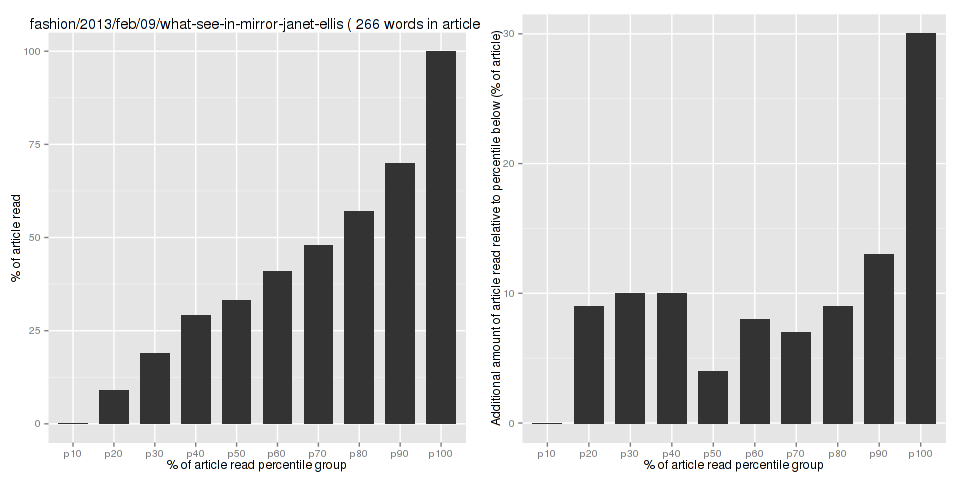 fashion/2013/feb/09/what-see-in-mirror-janet-ellis ( 266 words in article
% of article read
100
75
50
25
0
p10 p20 p30 p40 p50 p60 p70 p80 p90 p100
% of article read percentile group
Additional amount of article read relative to percentile below (% of article)
30
20
10
0
p10 p20 p30 p40 p50 p60 p70 p80 p90 p100
% of article read percentile group